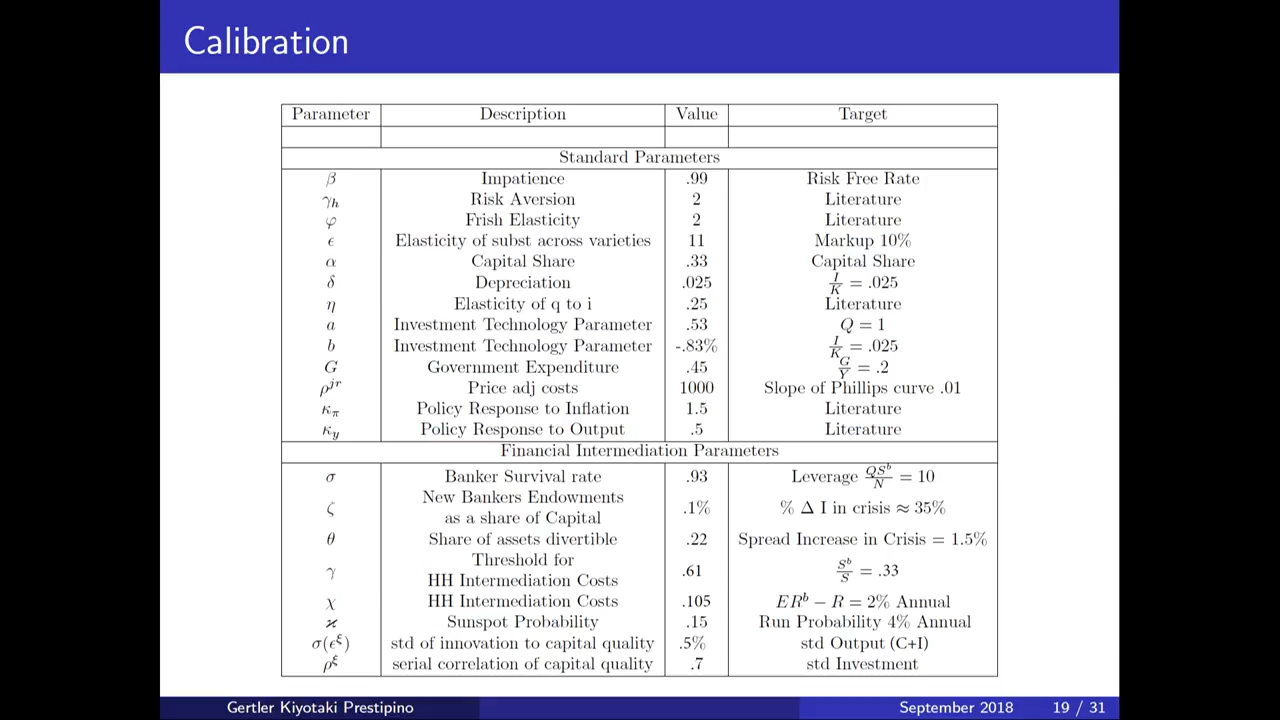 Calibration
Parameter Description Value Target
Standard Parameters
β Impatience .99 Risk Free Rate
γh Risk Aversion 2 Literature
φ Frish Elasticity 2 Literature
ϵ Elasticity of subst across varieties 11 Markup 10%
α Capital Share .33 Capital Share
δ Depreciation .025 I/K = .025
η Elasticity of q to i .25 Literature
a Investment Technology Parameter .53 Q = 1
b Investment Technology Parameter -.83% I/K = .025
G Government Expenditure .45 G/Y = .2
ρ^jr Price adj costs 1000 Slope of Phillips curve .01
κπ Policy Response to Inflation 1.5 Literature
κy Policy Response to Output .5 Literature
Financial Intermediation Parameters
σ Banker Survival rate .93 Leverage QS^b/N = 10
New Bankers Endowments
ζ as a share of Capital .1% % Δ I in crisis ≈ 35%
θ Share of assets divertible .22 Spread Increase in Crisis = 1.5%
Threshold for
γ HH Intermediation Costs .61 S^b/S = .33
χ HH Intermediation Costs .105 ER^b − R = 2% Annual
ϰ Sunspot Probability .15 Run Probability 4% Annual
σ(ϵ^ξ) std of innovation to capital quality .5% std Output (C+I)
ρ^ξ serial correlation of capital quality .7 std Investment
Gertler Kiyotaki Prestipino September 2018 19 / 31